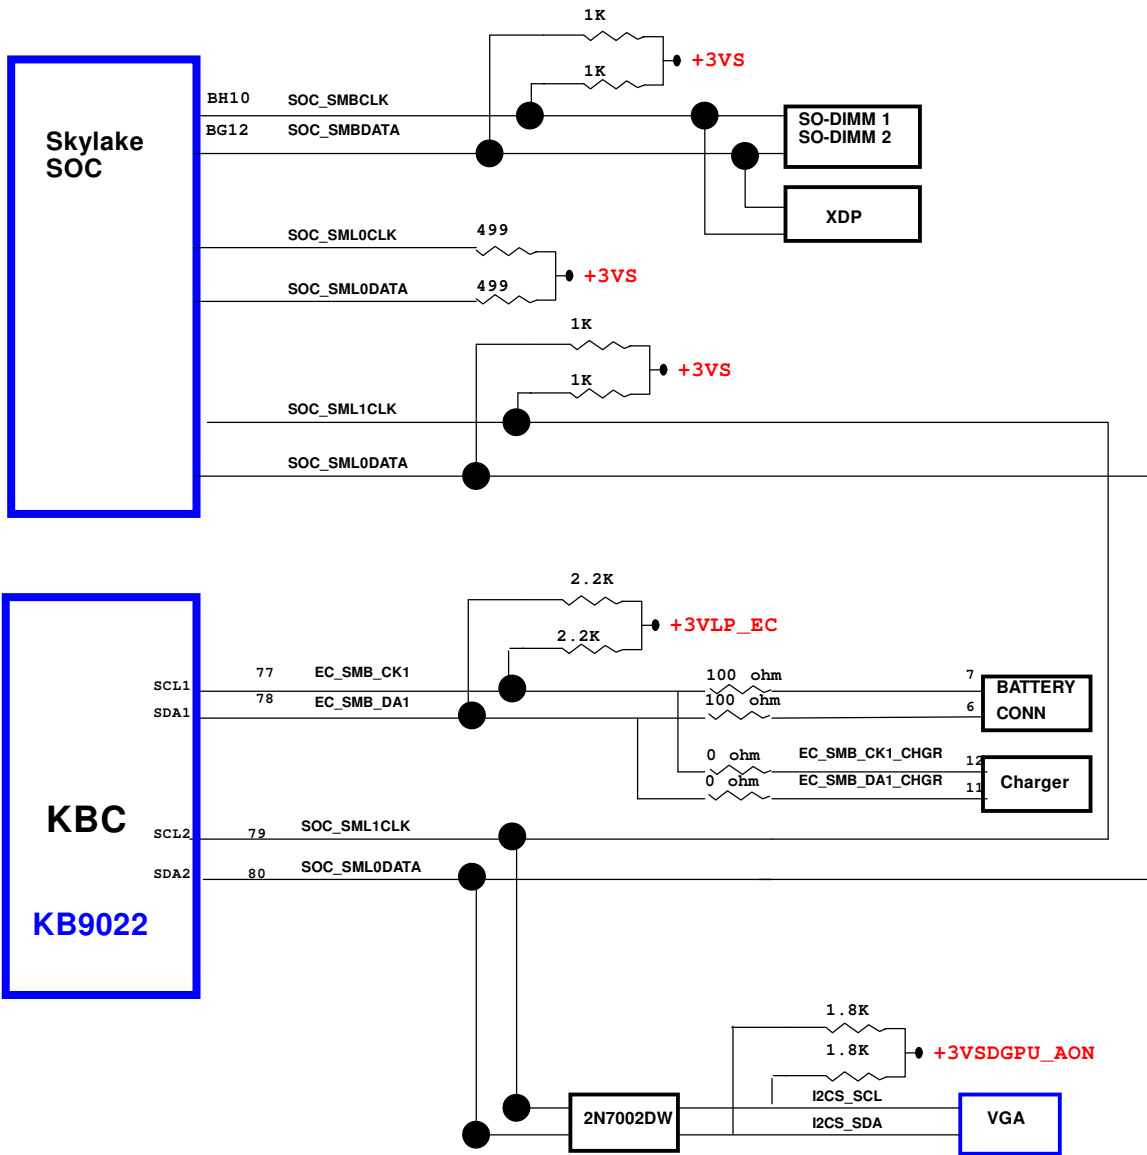 1K
+3VS
1K
BH10
SOC_SMBCLK
SO-DIMM 1
BG12
SOC_SMBDATA
SO-DIMM 2
Skylake
SOC
XDP
SOC_SML0CLK
499
+3VS
SOC_SML0DATA
499
1K
+3VS
1K
SOC_SML1CLK
SOC_SML0DATA
2.2K
+3VLP_EC
2.2K
SCL1
77
EC_SMB_CK1
100 ohm
7
BATTERY
SDA1
78
EC_SMB_DA1
100 ohm
6
CONN
0 ohm
EC_SMB_CK1_CHGR
12
0 ohm
EC_SMB_DA1_CHGR
11
Charger
KBC
SCL2
79
SOC_SML1CLK
SDA2
80
SOC_SML0DATA
KB9022
1.8K
1.8K
+3VSDGPU_AON
I2CS_SCL
2N7002DW
VGA
I2CS_SDA